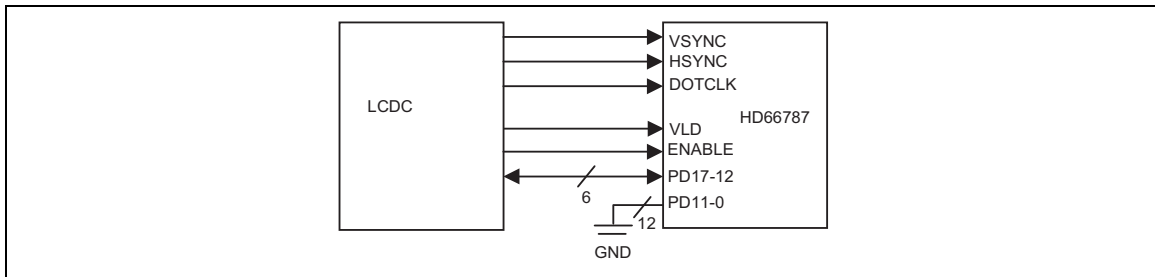 VSYNC
HSYNC
DOTCLK
LCDC
HD66787
VLD
ENABLE
PD17-12
6
PD11-0
12
GND